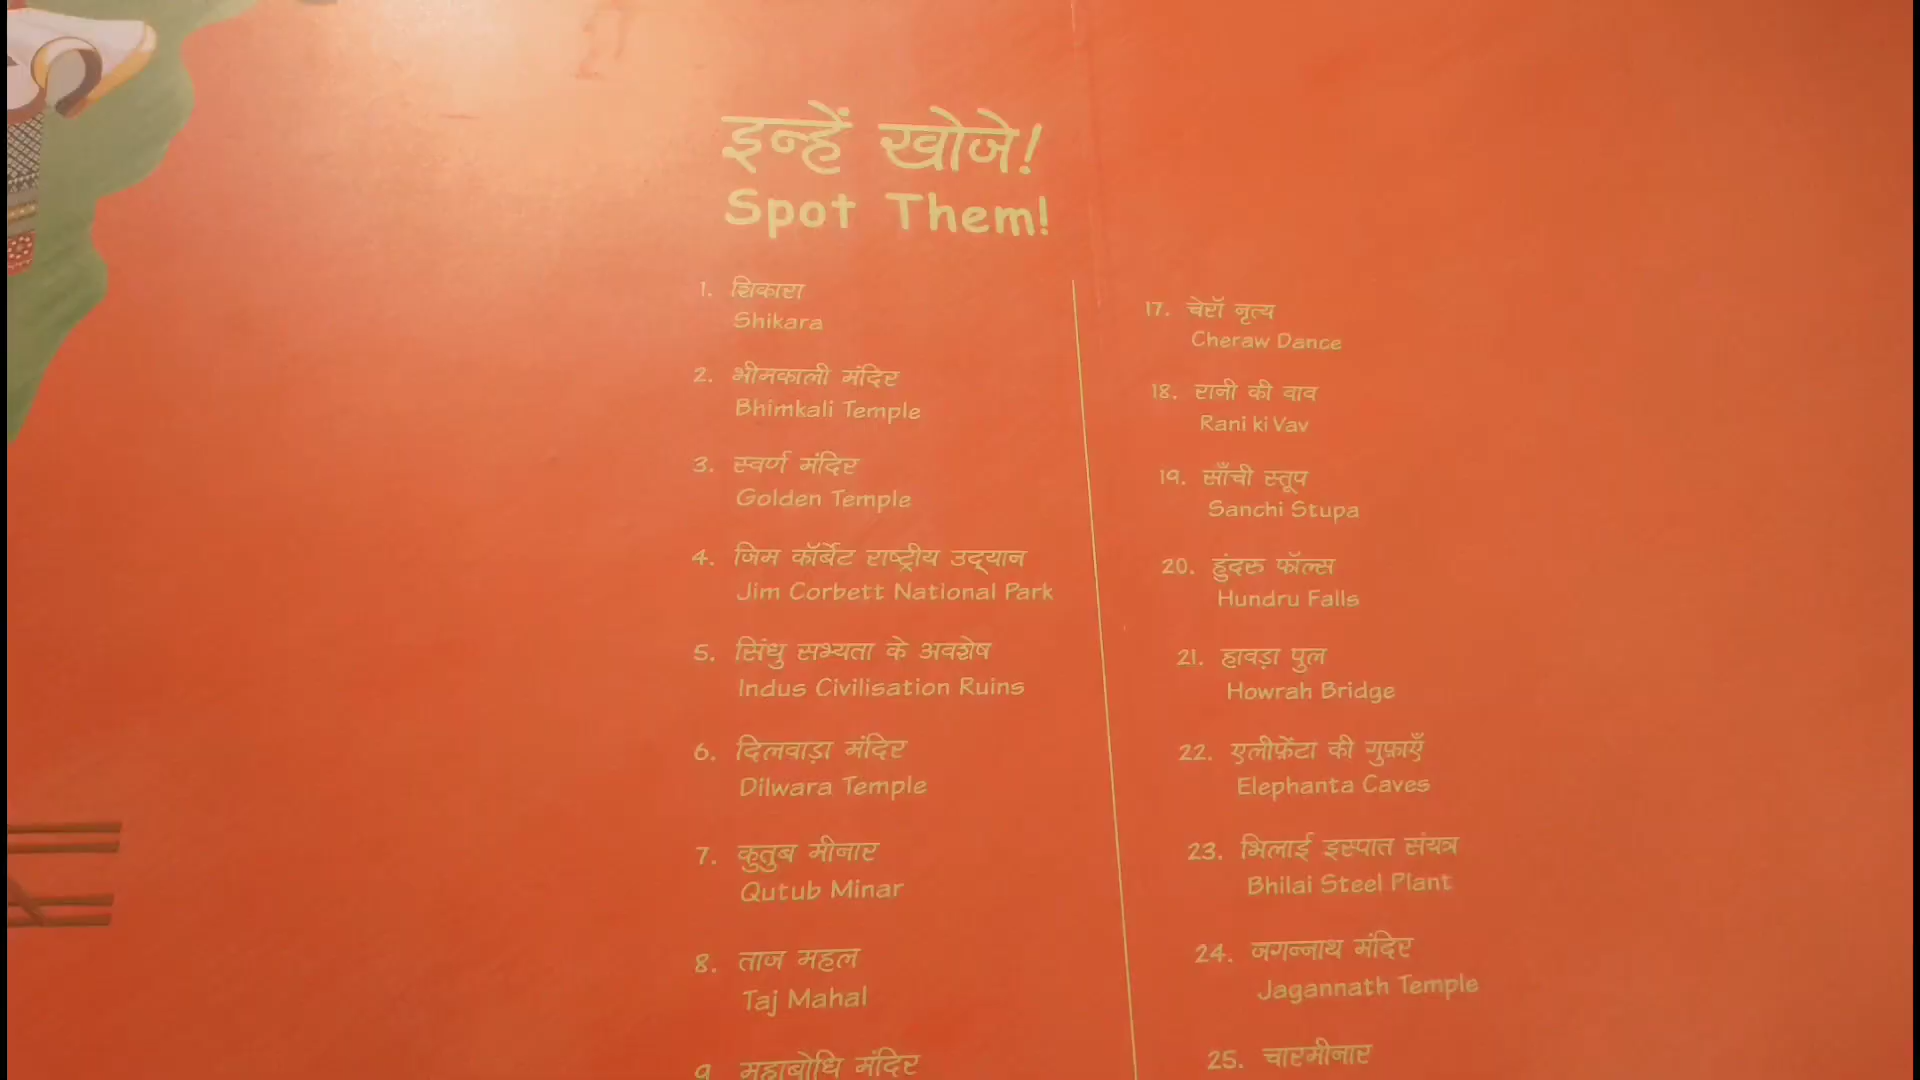 इन्हें खोजे!
Spot Them!
1. शिकारा
Shikara
2. भीमकाली मंदिर
Bhimkali Temple
3. स्वर्ण मंदिर
Golden Temple
4. जिम कॉर्बेट राष्ट्रीय उद्‌यान
Jim Corbett National Park
5. सिंधु सभ्यता के अवशेष
Indus Civilisation Ruins
6. दिलवाड़ा मंदिर
Dilwara Temple
7. कुतुब मीनार
Qutub Minar
8. ताज महल
Taj Mahal
9 महाबोधि मंदिर
17. चेरॉ नृत्य
Cheraw Dance
18. रानी की वाव
Rani ki Vav
19. साँची स्तूप
Sanchi Stupa
20. हुंदरु फॉल्स
Hundru Falls
21. हावड़ा पुल
Howrah Bridge
22. एलीफ़ेंटा की गुफ़ाएँ
Elephanta Caves
23. भिलाई इस्पात संयत्र
Bhilai Steel Plant
24. जगन्नाथ मंदिर
Jagannath Temple
25. चारमीनार